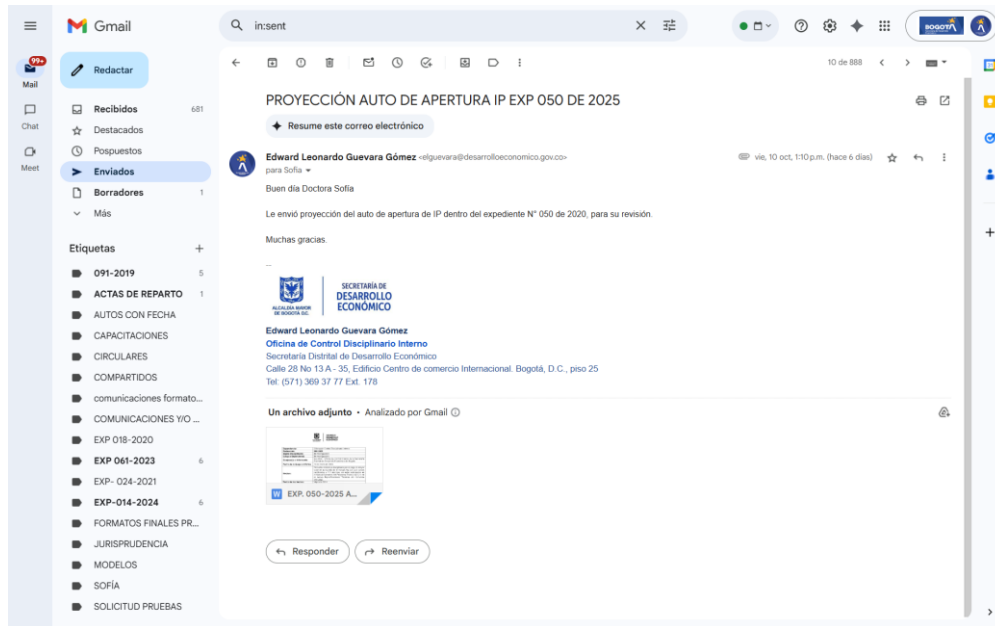 Gmail
in:sent
BOGOTÁ
99+
Mail
Chat
Meet
Redactar
Recibidos 681
Destacados
Pospuestos
Enviados
Borradores 1
Más
Etiquetas
091-2019 5
ACTAS DE REPARTO 1
AUTOS CON FECHA
CAPACITACIONES
CIRCULARES
COMPARTIDOS
comunicaciones formato...
COMUNICACIONES Y/O ...
EXP 018-2020
EXP 061-2023 6
EXP- 024-2021
EXP-014-2024 6
FORMATOS FINALES PR...
JURISPRUDENCIA
MODELOS
SOFÍA
SOLICITUD PRUEBAS
10 de 888
PROYECCIÓN AUTO DE APERTURA IP EXP 050 DE 2025
Resume este correo electrónico
Edward Leonardo Guevara Gómez <elguevara@desarrolloeconomico.gov.co>
vie, 10 oct, 1:10 p.m. (hace 6 días)
para Sofia
Buen día Doctora Sofía
Le envió proyección del auto de apertura de IP dentro del expediente N° 050 de 2020, para su revisión.
Muchas gracias.
--
ALCALDÍA MAYOR
DE BOGOTÁ D.C.
SECRETARÍA DE
DESARROLLO
ECONÓMICO
Edward Leonardo Guevara Gómez
Oficina de Control Disciplinario Interno
Secretaría Distrital de Desarrollo Económico
Calle 28 No 13 A - 35, Edificio Centro de comercio Internacional. Bogotá, D.C., piso 25
Tel: (571) 369 37 77 Ext. 178
Un archivo adjunto • Analizado por Gmail
W EXP. 050-2025 A...
Responder
Reenviar